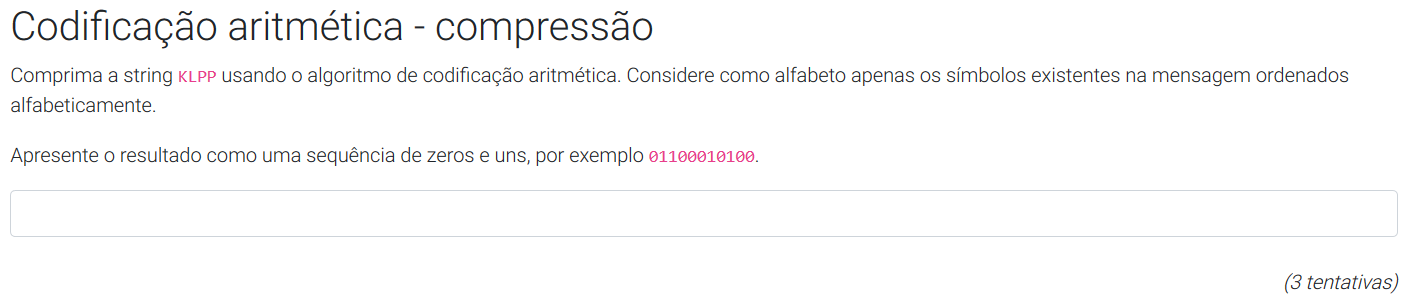 Codificação aritmética - compressão
Comprima a string KLPP usando o algoritmo de codificação aritmética. Considere como alfabeto apenas os símbolos existentes na mensagem ordenados
alfabeticamente.
Apresente o resultado como uma sequência de zeros e uns, por exemplo 01100010100.
(3 tentativas)